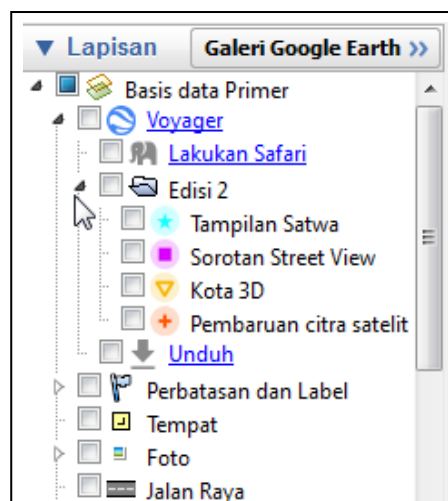 Lapisan Galeri Google Earth >>
Basis data Primer
Voyager
Lakukan Safari
Edisi 2
Tampilan Satwa
Sorotan Street View
Kota 3D
Pembaruan citra satelit
Unduh
Perbatasan dan Label
Tempat
Foto
Jalan Raya